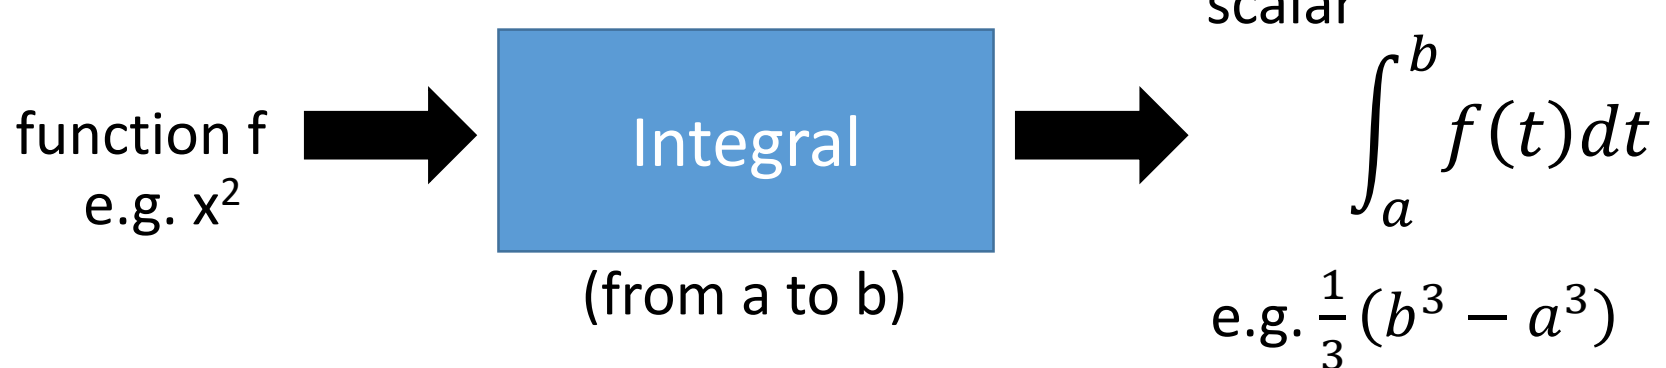 scalar
function f
e.g. x²
Integral
(from a to b)
∫ₐᵇ f(t)dt
e.g. 1/3 (b³ − a³)